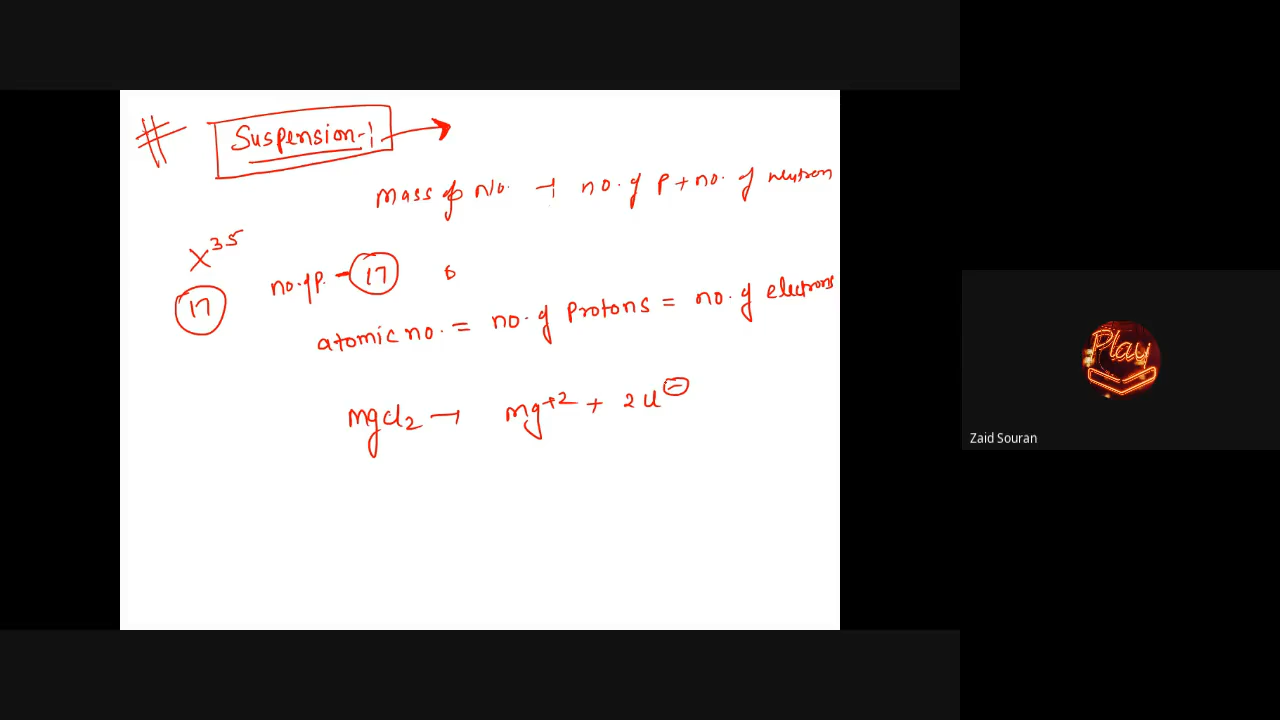 # Suspension-1 →
Mass of no. → no. of P + no. of neutron
X³⁵
17
no. of P. - 17
atomic no. = no. of Protons = no. of electrons
mgcl₂ → mg⁺² + 2cl⊖
Play
Zaid Souran